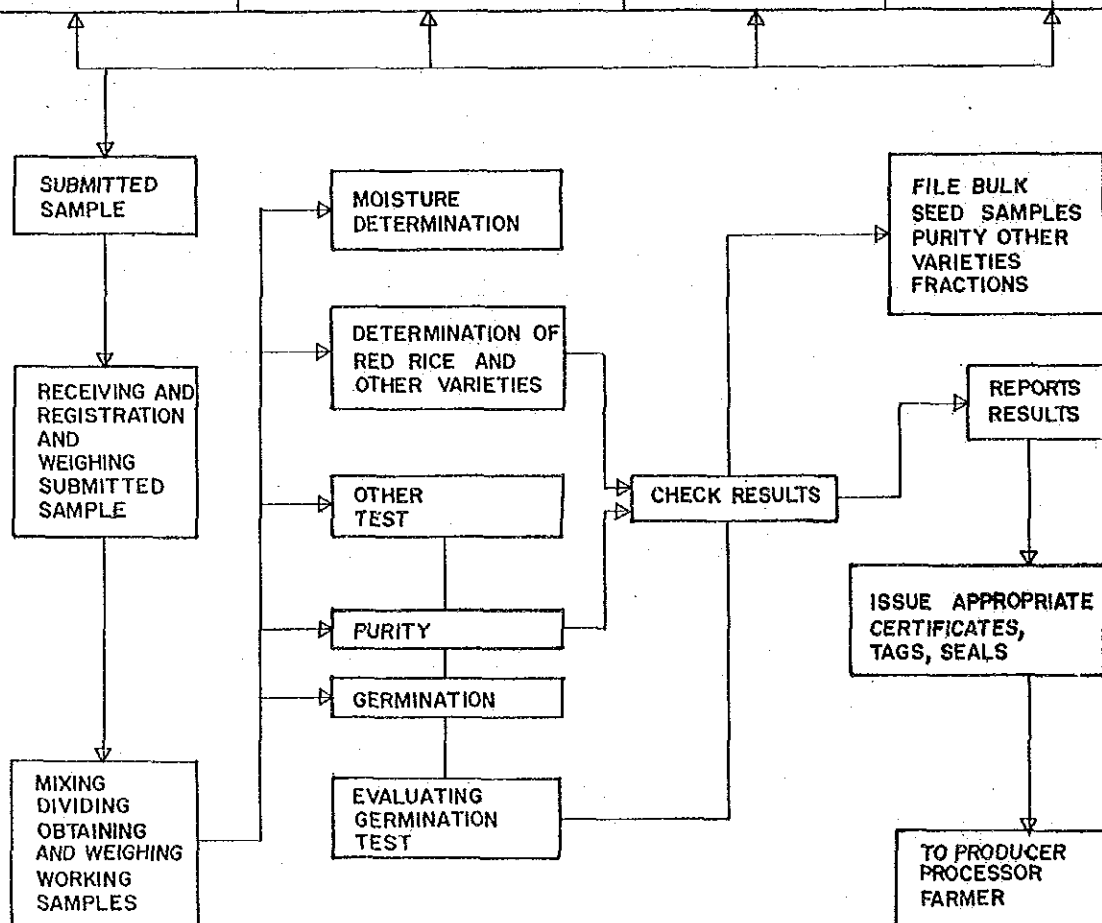 SUBMITTED
SAMPLE
RECEIVING AND
REGISTRATION
AND
WEIGHING
SUBMITTED
SAMPLE
MIXING
DIVIDING
OBTAINING
AND WEIGHING
WORKING
SAMPLES
MOISTURE
DETERMINATION
DETERMINATION OF
RED RICE AND
OTHER VARIETIES
OTHER
TEST
PURITY
GERMINATION
EVALUATING
GERMINATION
TEST
CHECK RESULTS
FILE BULK
SEED SAMPLES
PURITY OTHER
VARIETIES
FRACTIONS
REPORTS
RESULTS
ISSUE APPROPRIATE
CERTIFICATES,
TAGS, SEALS
TO PRODUCER
PROCESSOR
FARMER